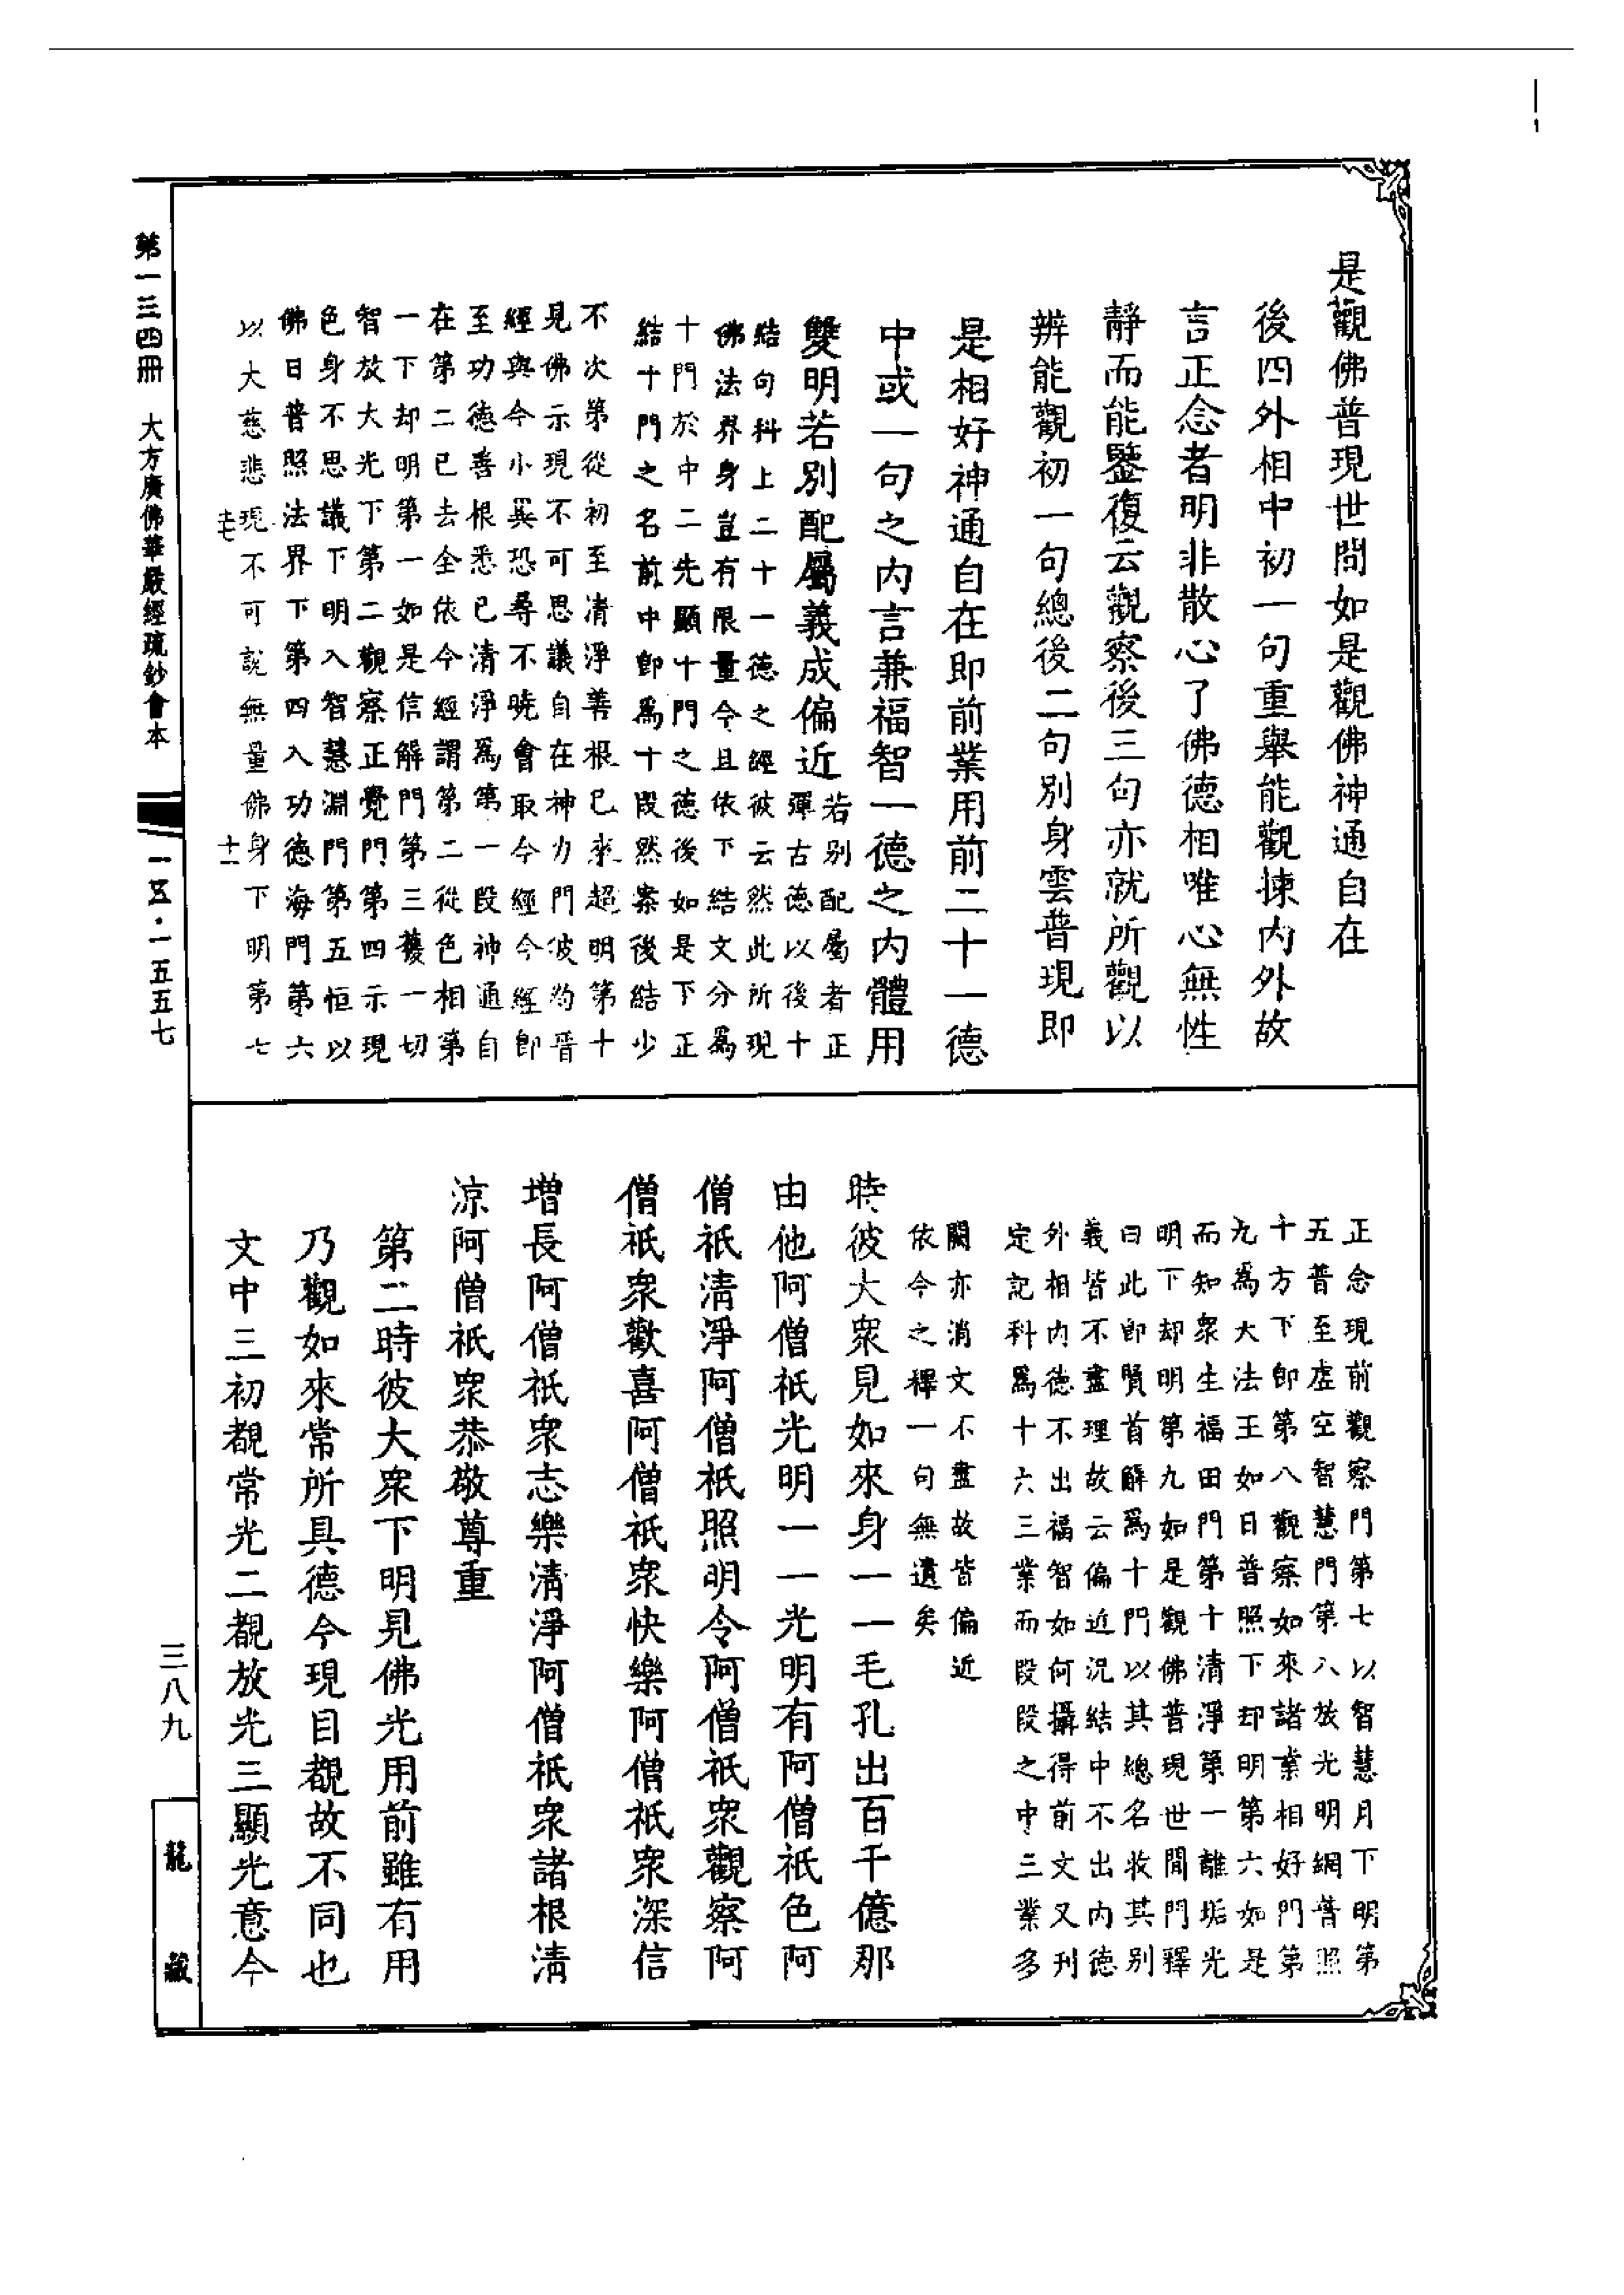 是觀佛普現世間如是觀佛神通自在
後四外相中初一句重舉能觀揀內外故
言正念者明非散心了佛德相唯心無性
靜而能鑒復云觀察後三句亦就所觀以
辨能觀初一句總後二句別身雲普現即
是相好神通自在即前業用前二十一德
中或一句之內言兼福智一德之內體用
雙明若別配屬義成偏近
若別配屬者正
彈古德以後十
結句科上二十一德之經彼云然此所現
佛法界身豈有限量今且依下結文分為
十門於中二先顯十門之德後如是下正
結十門之名前中即為十段然案後結少
不次第從初至清淨善根已來超明第十
見佛示現不可思議自在神力門彼約晉
經與今小異恐尋不曉會取今經今經即
至功德善根悉已清淨為第一段神通自
在第二已去全依今經謂第二從色相第
一下却明第一如是信解門第三蔭一切
智放大光下第二觀察正覺門第四示現
色身不思議下明入智慧淵門第五恒以
佛日普照法界下第四入功德海門第六
以大慈悲現不可說無量佛身下明第七
正念現前觀察門第七以智慧月下明第
五普至虛空智慧門第八放光明網普照
十方下即第八觀察如來諸業相好門第
九為大法王如日普照下却明第六如是
而知衆生福田門第十清淨第一離垢光
明下却明第九如是觀佛普現世間門釋
曰此即賢首解為十門以其總名收其別
義皆不盡理故云偏近況結中不出內德
外相內德不出福智如何攝得前文又刊
定記科為十六三業而段段之中三業多
闕亦消文不盡故皆偏近
依今之釋一句無遺矣
時彼大衆見如來身一一毛孔出百千億那
由他阿僧祇光明一一光明有阿僧祇色阿
僧祇清淨阿僧祇照明令阿僧祇衆觀察阿
僧祇衆歡喜阿僧祇衆快樂阿僧祇衆深信
增長阿僧祇衆志樂清淨阿僧祇衆諸根清
涼阿僧祇衆恭敬尊重
第二時彼大衆下明見佛光用前雖有用
乃觀如來常所具德今現目覩故不同也
文中三初覩常光二覩放光三顯光意今
第一三四冊 大方廣佛華嚴經疏鈔會本 一三五·一五五七
十一
三八九
龍藏